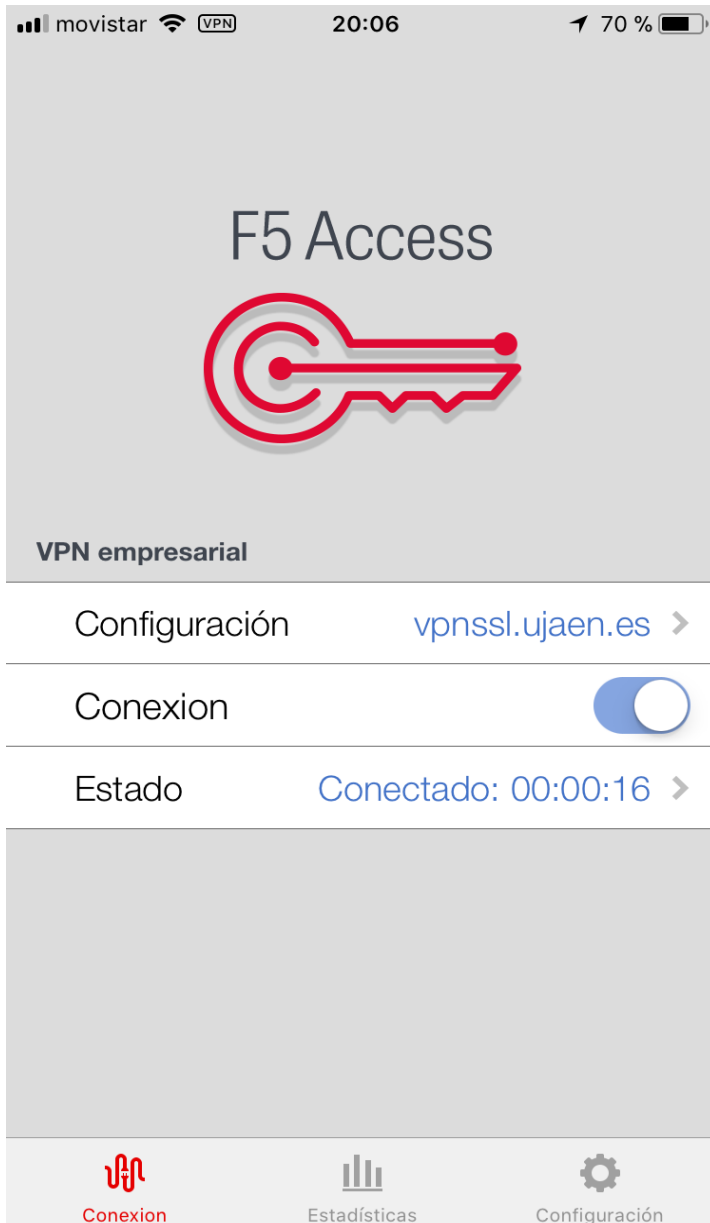 movistar VPN 20:06 70 %
F5 Access
VPN empresarial
Configuración vpnssl.ujaen.es
Conexion
Estado Conectado: 00:00:16
Conexion Estadísticas Configuración